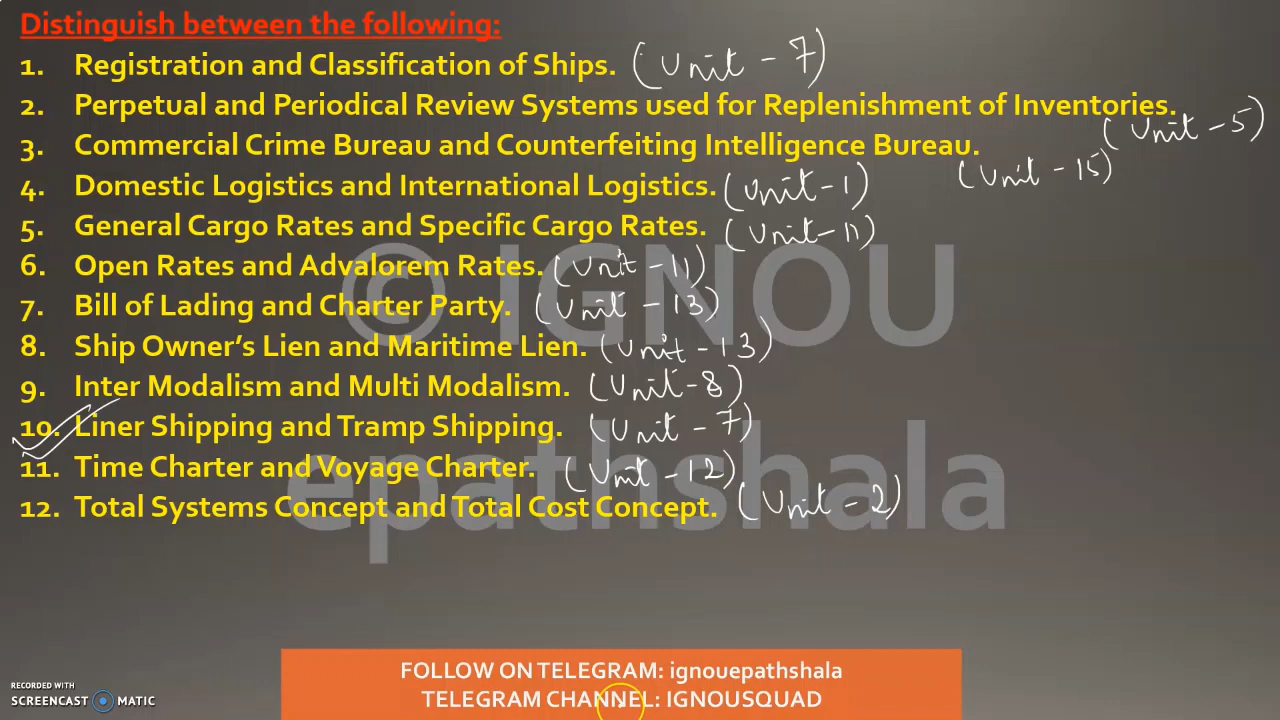 Distinguish between the following:
1. Registration and Classification of Ships. (Unit - 7)
2. Perpetual and Periodical Review Systems used for Replenishment of Inventories.
(Unit - 5)
3. Commercial Crime Bureau and Counterfeiting Intelligence Bureau.
(Unit - 15)
4. Domestic Logistics and International Logistics. (Unit - 1)
5. General Cargo Rates and Specific Cargo Rates. (Unit - 11)
6. Open Rates and Advalorem Rates. (Unit - 11)
7. Bill of Lading and Charter Party. (Unit - 13)
8. Ship Owner's Lien and Maritime Lien. (Unit - 13)
9. Inter Modalism and Multi Modalism. (Unit - 8)
10. Liner Shipping and Tramp Shipping. (Unit - 7)
11. Time Charter and Voyage Charter. (Unit - 12)
12. Total Systems Concept and Total Cost Concept. (Unit - 2)
© IGNOU
epathshala
FOLLOW ON TELEGRAM: ignouepathshala
TELEGRAM CHANNEL: IGNOUSQUAD
RECORDED WITH
SCREENCAST MATIC